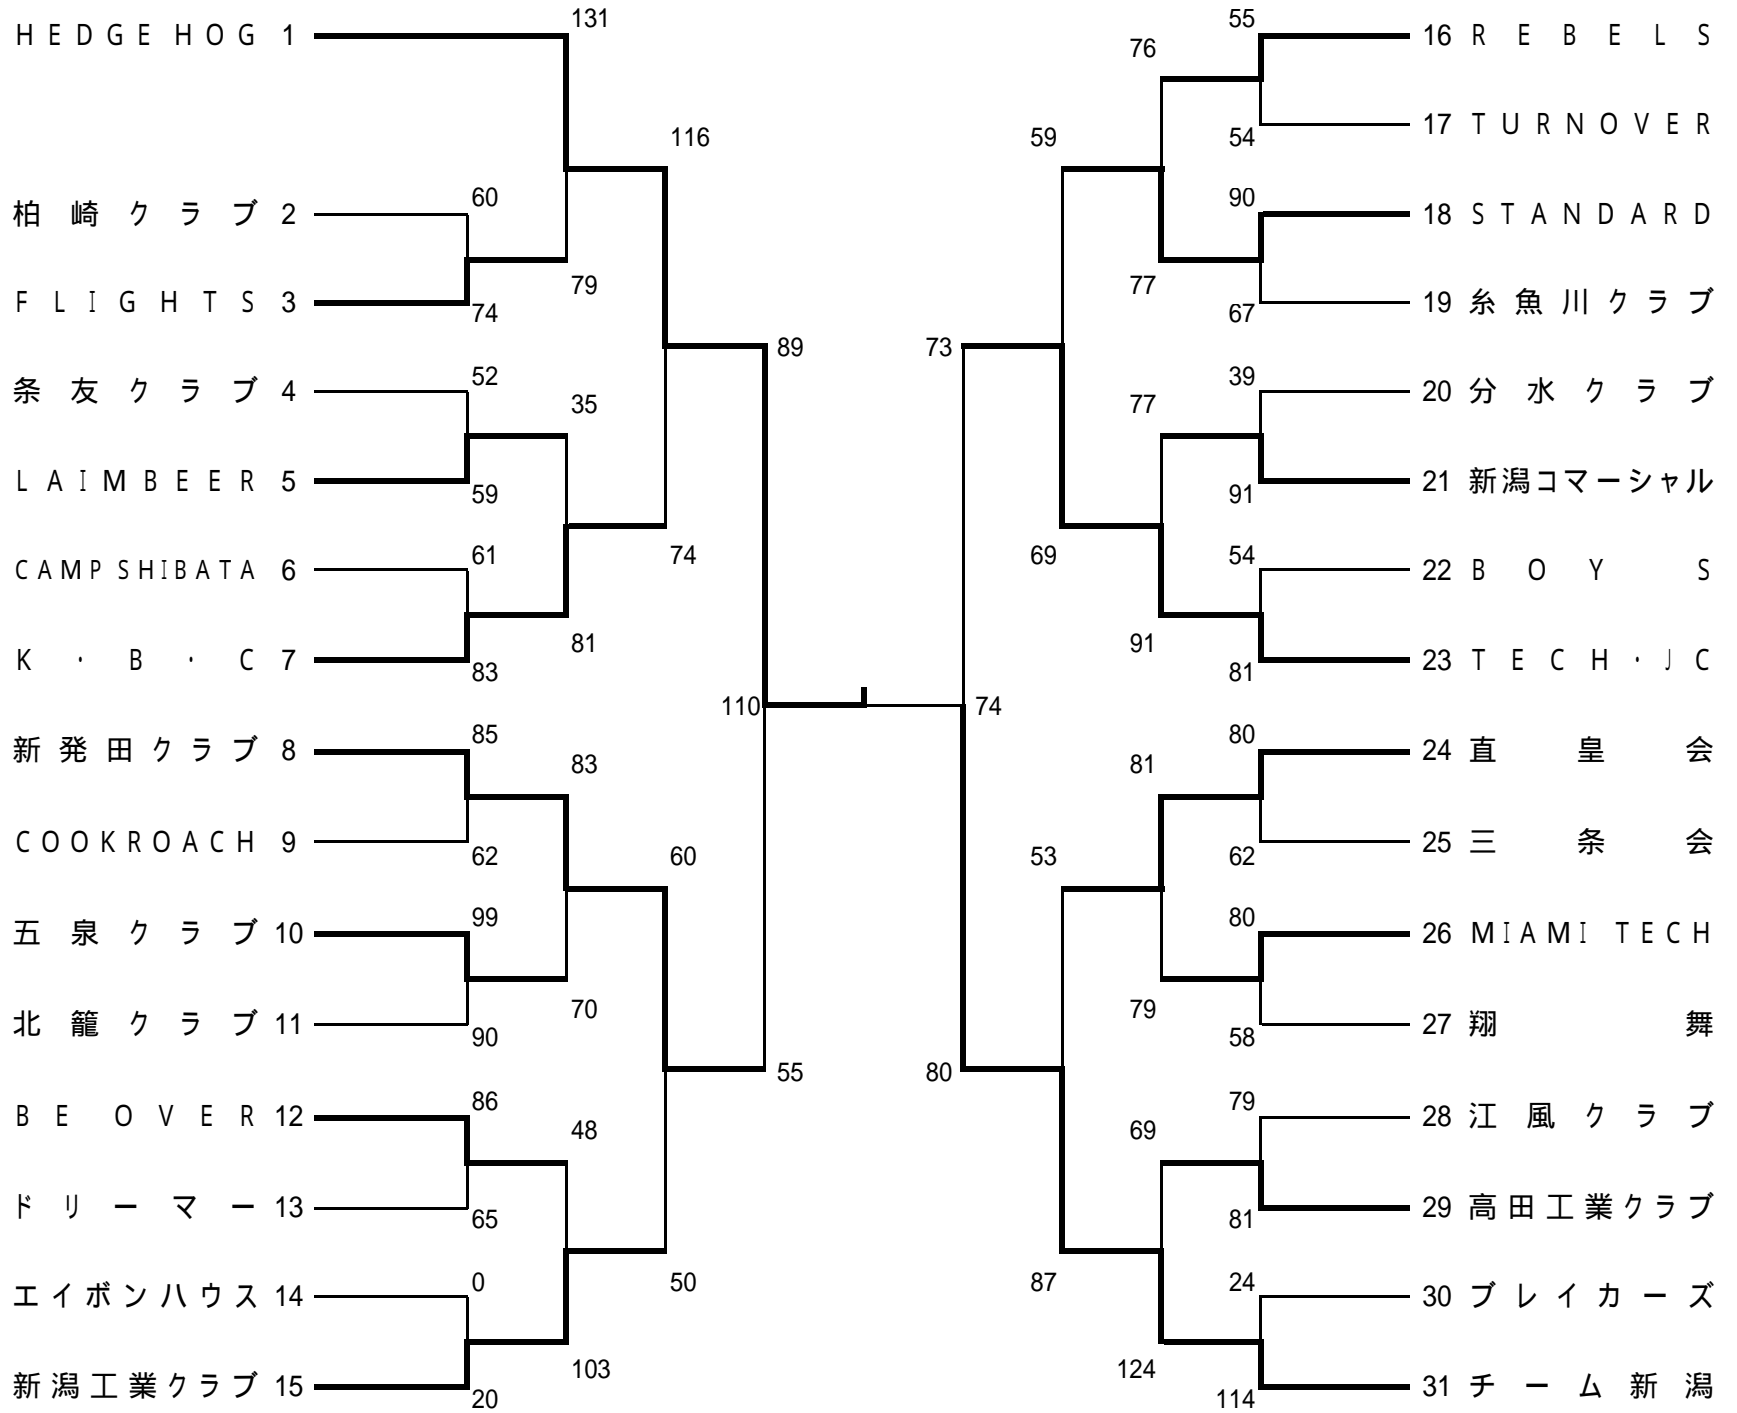 HEDGE HOG 1
131
柏崎クラブ 2
60
FLIGHTS 3
74
79
116
条友クラブ 4
52
35
LAIMBEER 5
59
CAMP SHIBATA 6
61
74
K・B・C 7
83
81
89
新発田クラブ 8
85
83
COOKROACH 9
62
60
五泉クラブ 10
99
北籠クラブ 11
90
70
BE OVER 12
86
48
ドリーマー 13
65
エイボンハウス 14
0
50
新潟工業クラブ 15
20
103
55
110
74
16 REBELS
55
76
17 TURNOVER
54
59
18 STANDARD
90
19 糸魚川クラブ
67
77
73
20 分水クラブ
39
77
21 新潟コマーシャル
91
22 BOYS
54
69
23 TECH・JC
81
91
24 直皇会
80
81
25 三条会
62
53
26 MIAMI TECH
80
27 翔舞
58
79
80
28 江風クラブ
79
69
29 高田工業クラブ
81
30 ブレイカーズ
24
87
31 チーム新潟
114
124